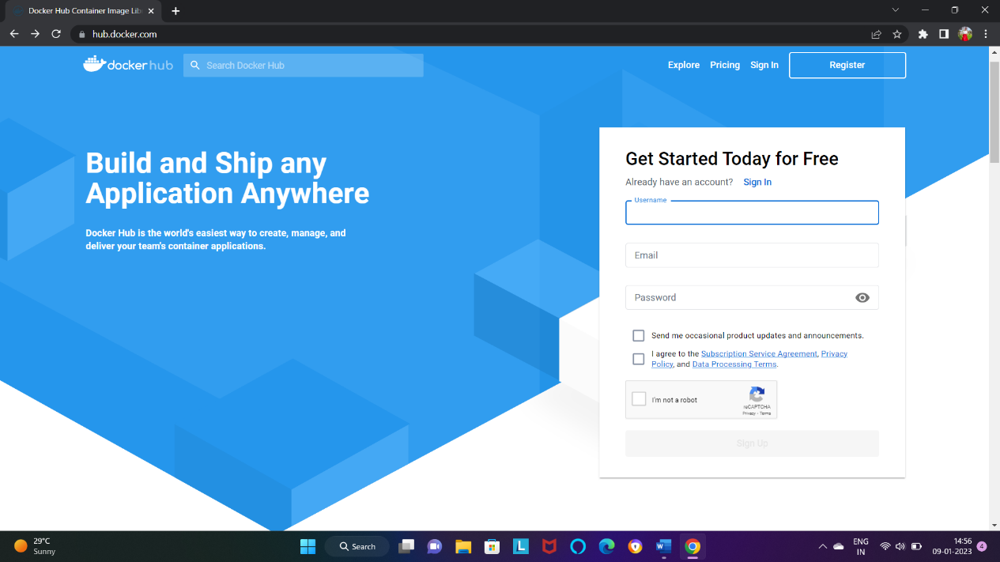 Docker Hub Container Image Lib
hub.docker.com
docker hub
Search Docker Hub
Explore
Pricing
Sign In
Register
Build and Ship any
Application Anywhere
Docker Hub is the world's easiest way to create, manage, and
deliver your team's container applications.
Get Started Today for Free
Already have an account? Sign In
Username
Email
Password
Send me occasional product updates and announcements.
I agree to the Subscription Service Agreement, Privacy
Policy, and Data Processing Terms.
I'm not a robot
reCAPTCHA
Privacy - Terms
Sign Up
29°C
Sunny
Search
L
W
ENG
IN
14:56
09-01-2023
4